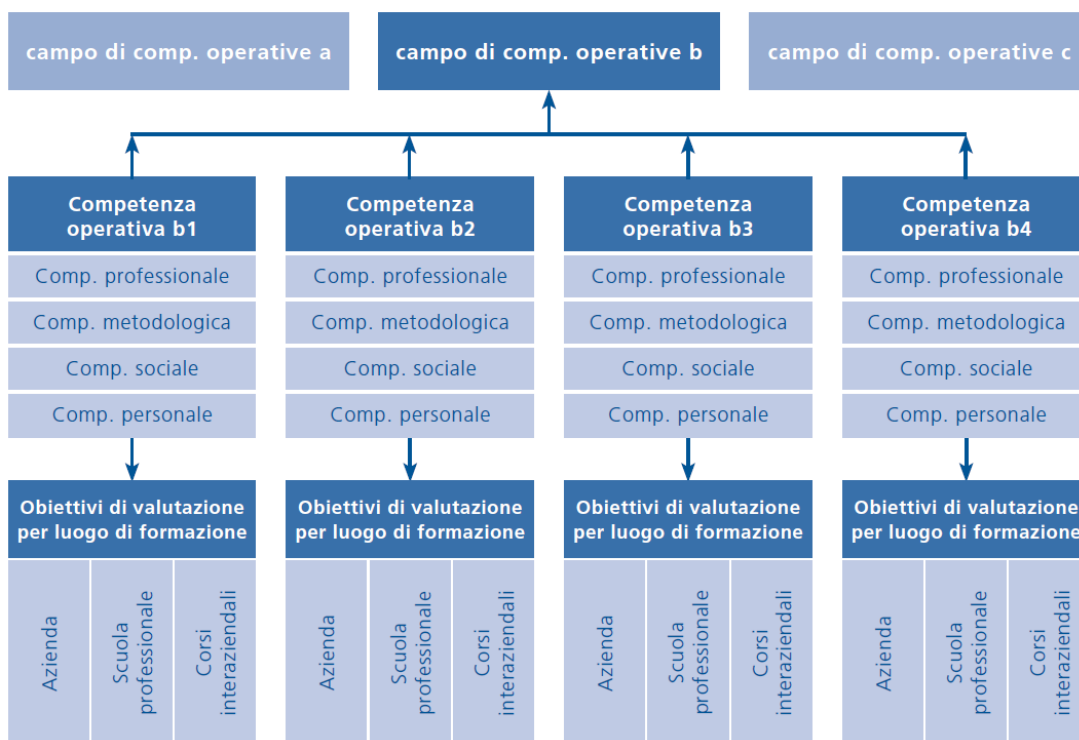 campo di comp. operative a
campo di comp. operative b
campo di comp. operative c
Competenza
operativa b1
Competenza
operativa b2
Competenza
operativa b3
Competenza
operativa b4
Comp. professionale
Comp. professionale
Comp. professionale
Comp. professionale
Comp. metodologica
Comp. metodologica
Comp. metodologica
Comp. metodologica
Comp. sociale
Comp. sociale
Comp. sociale
Comp. sociale
Comp. personale
Comp. personale
Comp. personale
Comp. personale
Obiettivi di valutazione
per luogo di formazione
Obiettivi di valutazione
per luogo di formazione
Obiettivi di valutazione
per luogo di formazione
Obiettivi di valutazione
per luogo di formazione
Azienda
Scuola
professionale
Corsi
interaziendali
Azienda
Scuola
professionale
Corsi
interaziendali
Azienda
Scuola
professionale
Corsi
interaziendali
Azienda
Scuola
professionale
Corsi
interaziendali